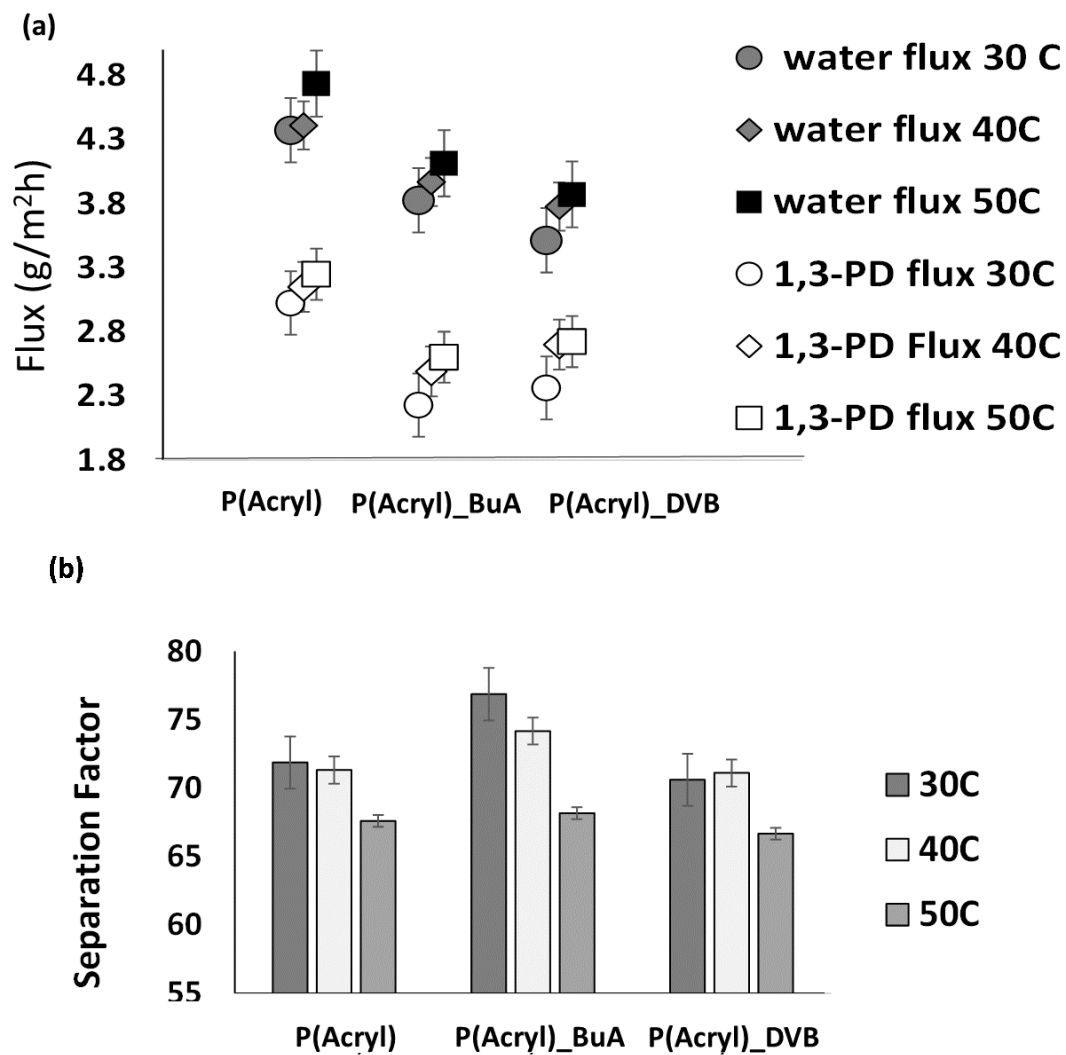 (a)
4.8
4.3
3.8
3.3
2.8
2.3
1.8
Flux (g/m²h)
P(Acryl) P(Acryl)_BuA P(Acryl)_DVB
water flux 30 C
water flux 40C
water flux 50C
1,3-PD flux 30C
1,3-PD Flux 40C
1,3-PD flux 50C
(b)
80
75
70
65
60
55
Separation Factor
P(Acryl) P(Acryl)_BuA P(Acryl)_DVB
30C
40C
50C